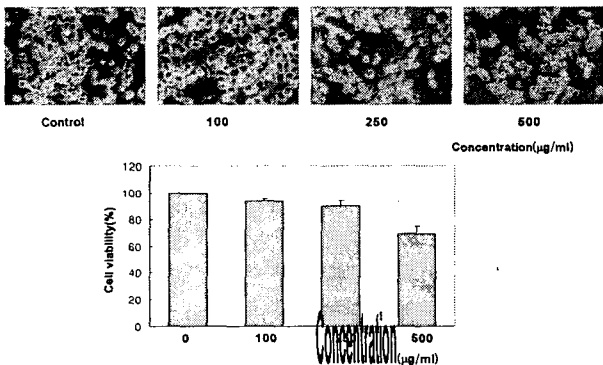 Control 100 250 500
Concentration(μg/ml)
120
100
80
60
40
20
0
Cell viability(%)
0 100 250 500
Concentration
(μg/ml)